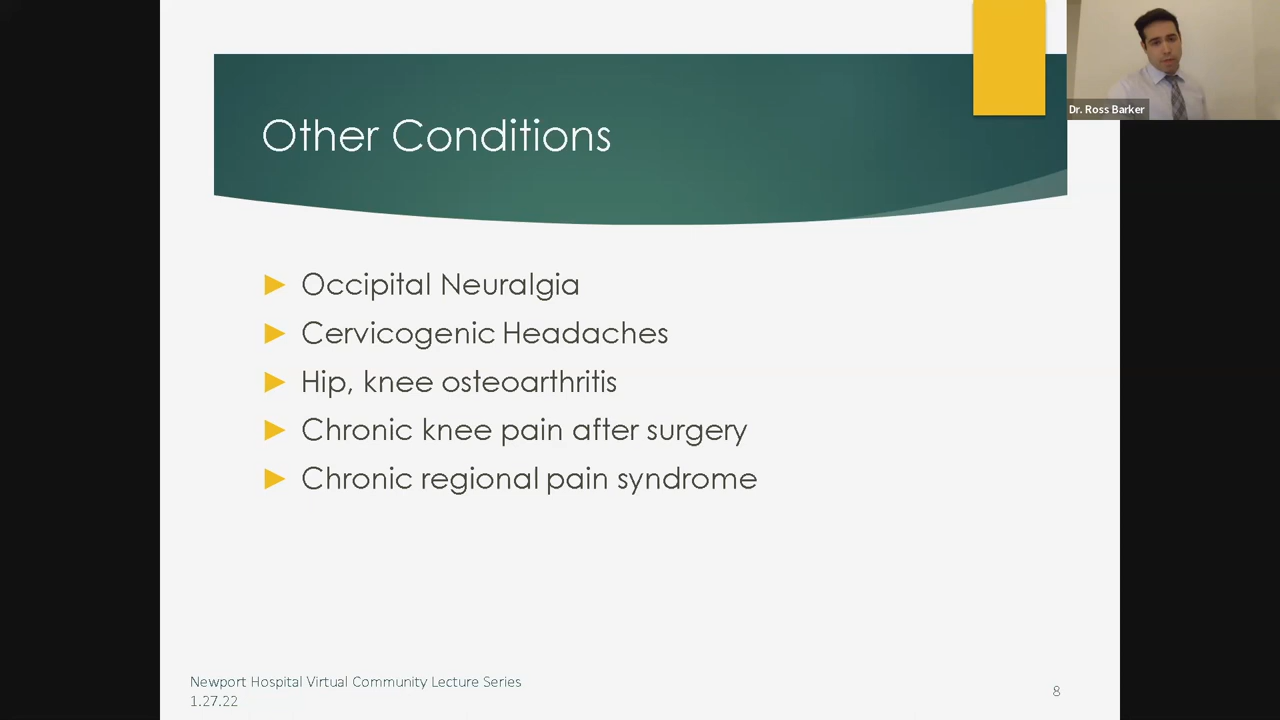 Other Conditions
Dr. Ross Barker
Occipital Neuralgia
Cervicogenic Headaches
Hip, knee osteoarthritis
Chronic knee pain after surgery
Chronic regional pain syndrome
Newport Hospital Virtual Community Lecture Series
1.27.22
8